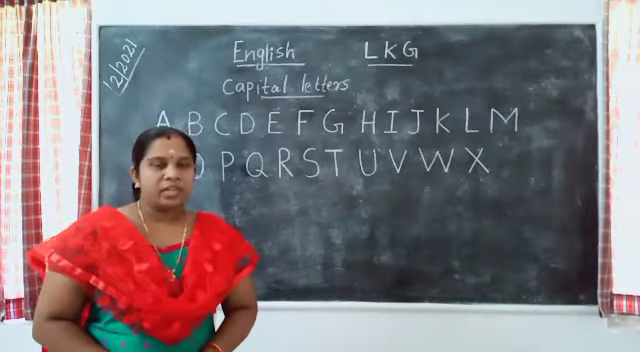 English LKG
12/2021
Capital letters
A B C D E F G H I J K L M
O P Q R S T U V W X